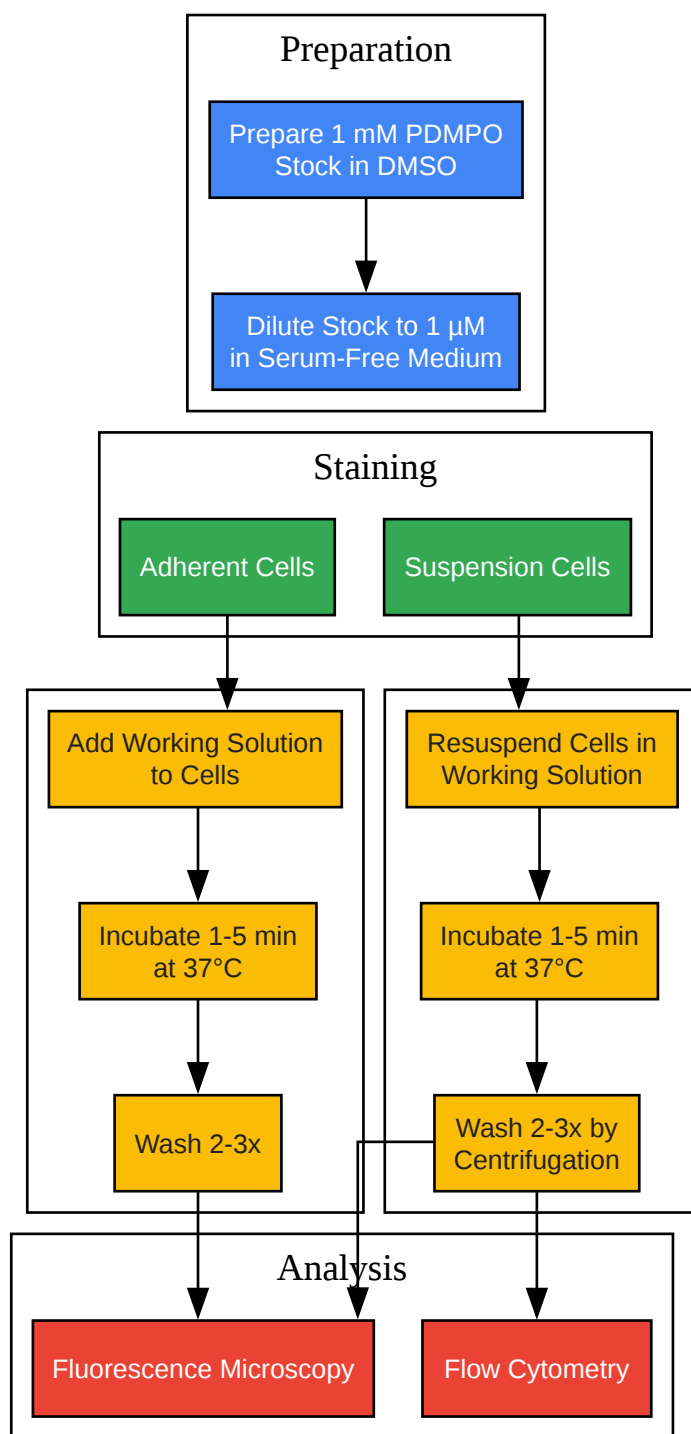 Preparation
Prepare 1 mM PDMPO
Stock in DMSO
Dilute Stock to 1 µM
in Serum-Free Medium
Staining
Adherent Cells
Suspension Cells
Add Working Solution
to Cells
Resuspend Cells in
Working Solution
Incubate 1-5 min
at 37°C
Incubate 1-5 min
at 37°C
Wash 2-3x
Wash 2-3x by
Centrifugation
Analysis
Fluorescence Microscopy
Flow Cytometry